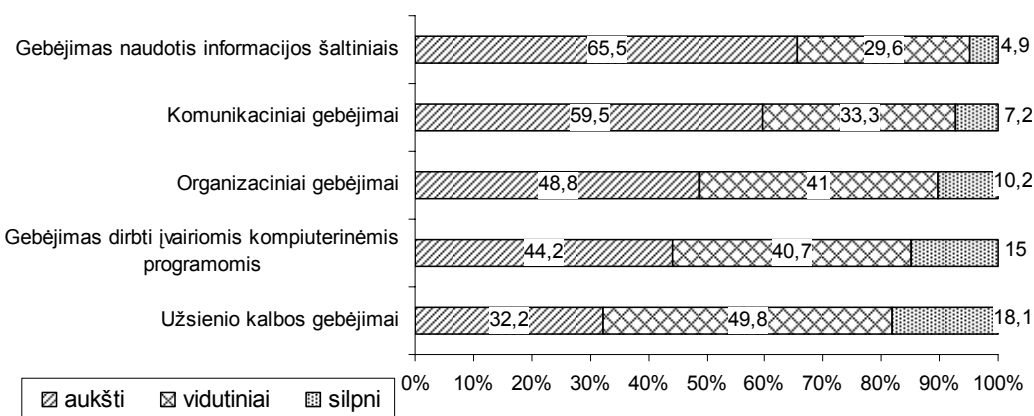 Gebėjimas naudotis informacijos šaltiniais
65,5 29,6 4,9
Komunikaciniai gebėjimai
59,5 33,3 7,2
Organizaciniai gebėjimai
48,8 41 10,2
Gebėjimas dirbti įvairiomis kompiuterinėmis
programomis
44,2 40,7 15
Užsienio kalbos gebėjimai
32,2 49,8 18,1
0% 10% 20% 30% 40% 50% 60% 70% 80% 90% 100%
aukšti vidutiniai silpni